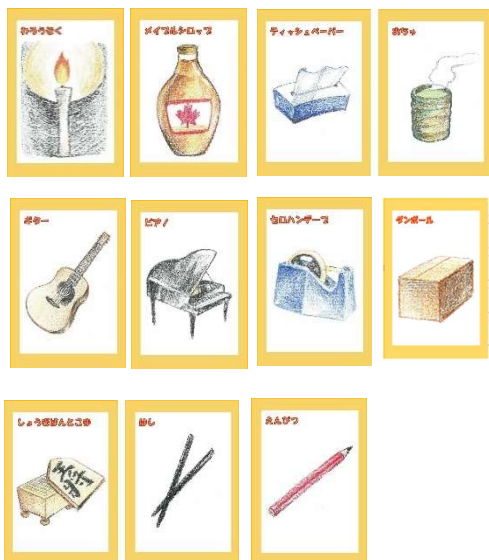 わろうそく
メイプルシロップ
ティッシュペーパー
おちゃ
ギター
ピアノ
セロハンテープ
ダンボール
しょうぎばんとこま
はし
えんぴつ
王将